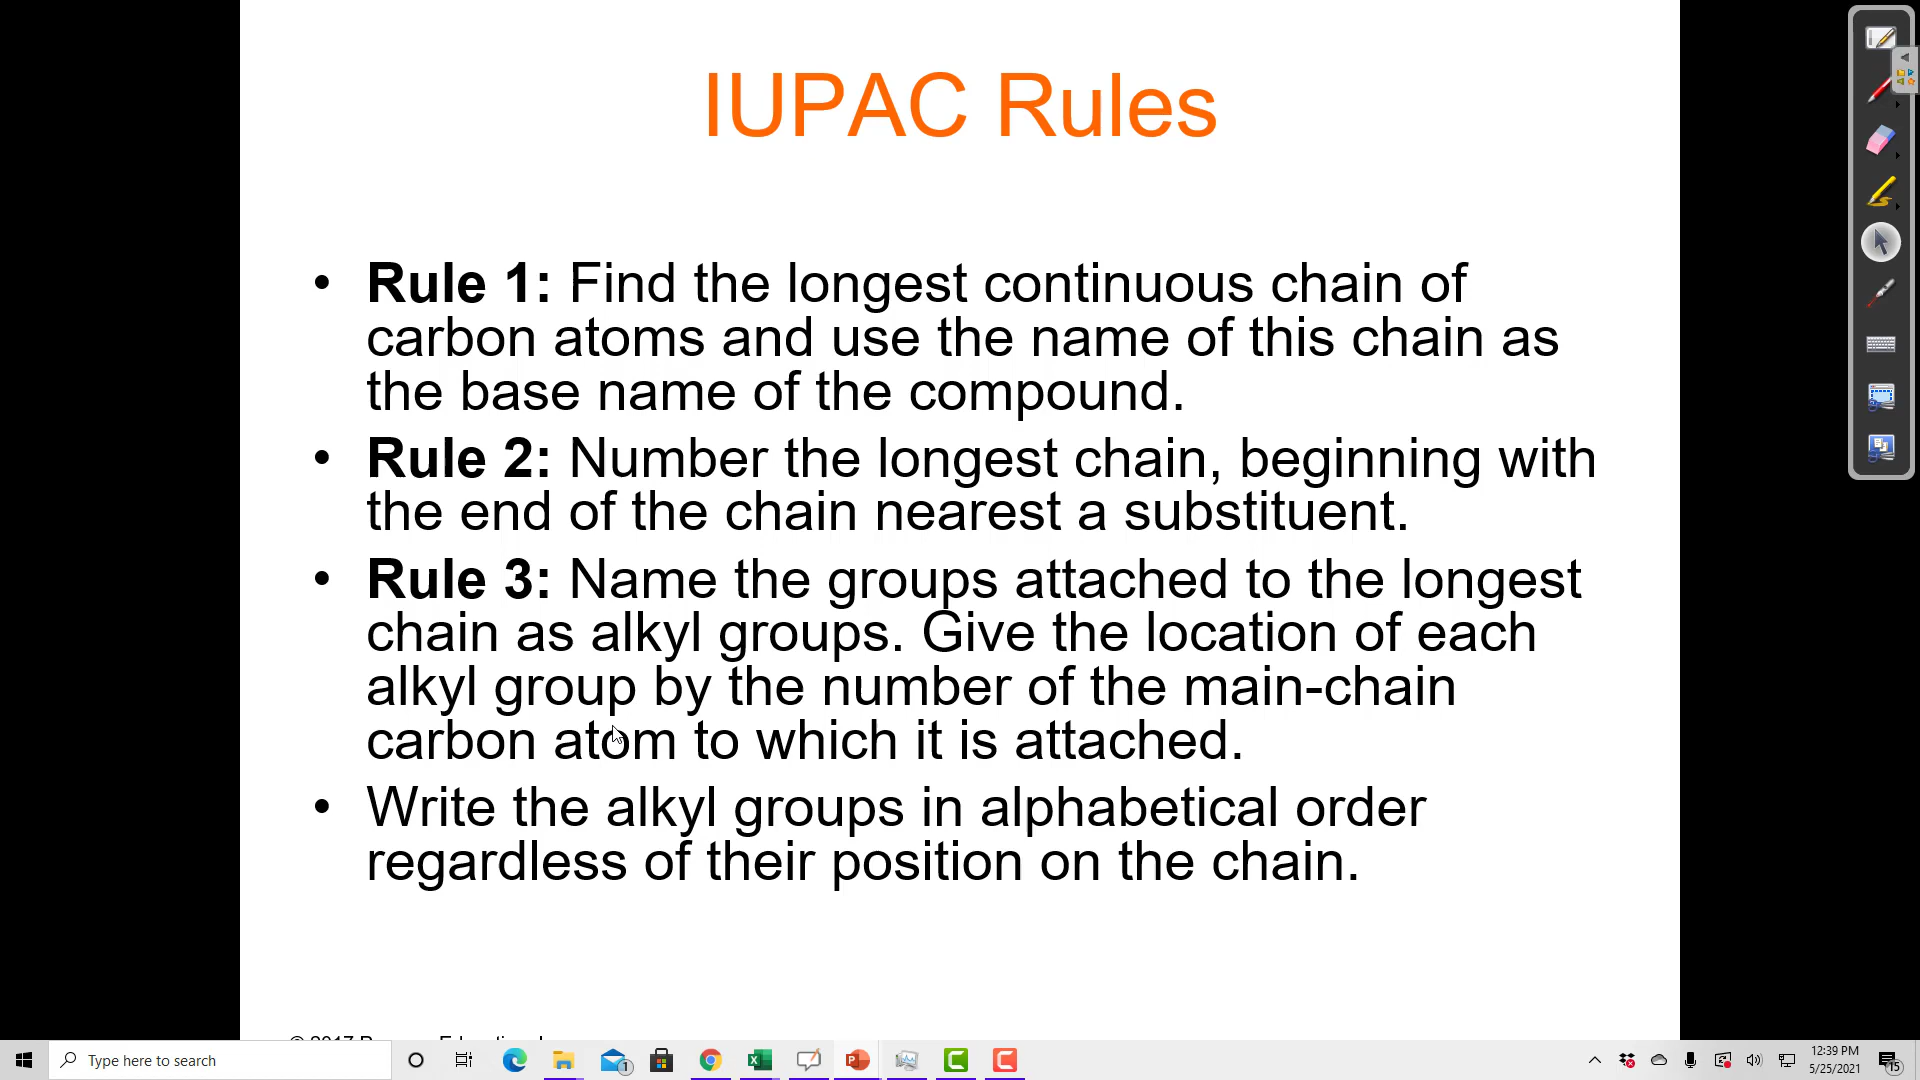 IUPAC Rules
• Rule 1: Find the longest continuous chain of
carbon atoms and use the name of this chain as
the base name of the compound.
• Rule 2: Number the longest chain, beginning with
the end of the chain nearest a substituent.
• Rule 3: Name the groups attached to the longest
chain as alkyl groups. Give the location of each
alkyl group by the number of the main-chain
carbon atom to which it is attached.
• Write the alkyl groups in alphabetical order
regardless of their position on the chain.
Type here to search
1
12:39 PM
5/25/2021
15